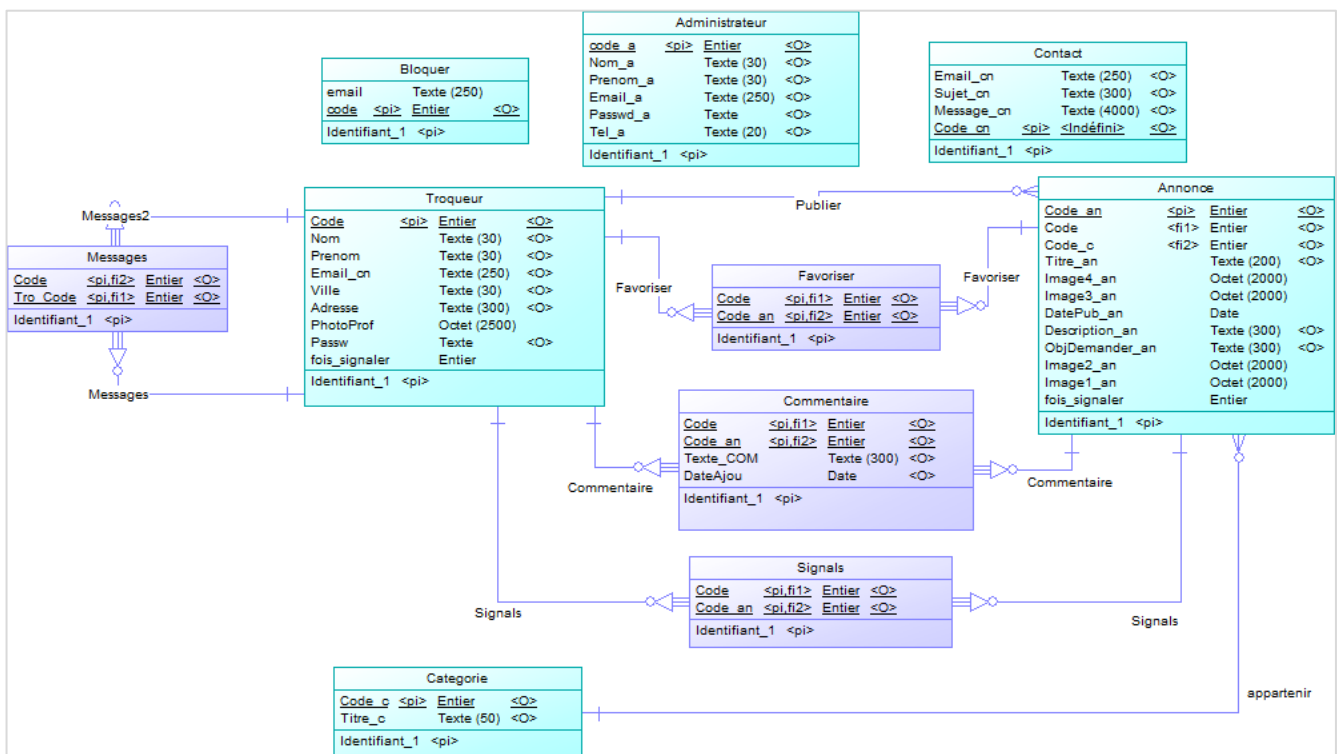 Administrateur
code_a <pi> Entier <O>
Nom_a Texte (30) <O>
Prenom_a Texte (30) <O>
Email_a Texte (250) <O>
Passwd_a Texte <O>
Tel_a Texte (20) <O>
Identifiant_1 <pi>
Bloquer
email Texte (250)
code <pi> Entier <O>
Identifiant_1 <pi>
Contact
Email_cn Texte (250) <O>
Sujet_cn Texte (300) <O>
Message_cn Texte (4000) <O>
Code_cn <pi> <Indéfini> <O>
Identifiant_1 <pi>
Messages2
Messages
Code <pi,fi2> Entier <O>
Tro_Code <pi,fi1> Entier <O>
Identifiant_1 <pi>
Messages
Troqueur
Code <pi> Entier <O>
Nom Texte (30) <O>
Prenom Texte (30) <O>
Email_cn Texte (250) <O>
Ville Texte (30) <O>
Adresse Texte (300) <O>
PhotoProf Octet (2500)
Passw Texte <O>
fois_signaler Entier
Identifiant_1 <pi>
Publier
Favoriser
Favoriser
Code <pi,fi1> Entier <O>
Code_an <pi,fi2> Entier <O>
Identifiant_1 <pi>
Favoriser
Annonce
Code_an <pi> Entier <O>
Code <fi1> Entier <O>
Code_c <fi2> Entier <O>
Titre_an Texte (200) <O>
Image4_an Octet (2000)
Image3_an Octet (2000)
DatePub_an Date
Description_an Texte (300) <O>
ObjDemander_an Texte (300) <O>
Image2_an Octet (2000)
Image1_an Octet (2000)
fois_signaler Entier
Identifiant_1 <pi>
Commentaire
Commentaire
Code <pi,fi1> Entier <O>
Code_an <pi,fi2> Entier <O>
Texte_COM Texte (300) <O>
DateAjou Date <O>
Identifiant_1 <pi>
Commentaire
Signals
Signals
Code <pi,fi1> Entier <O>
Code_an <pi,fi2> Entier <O>
Identifiant_1 <pi>
Signals
Categorie
Code_c <pi> Entier <O>
Titre_c Texte (50) <O>
Identifiant_1 <pi>
appartenir